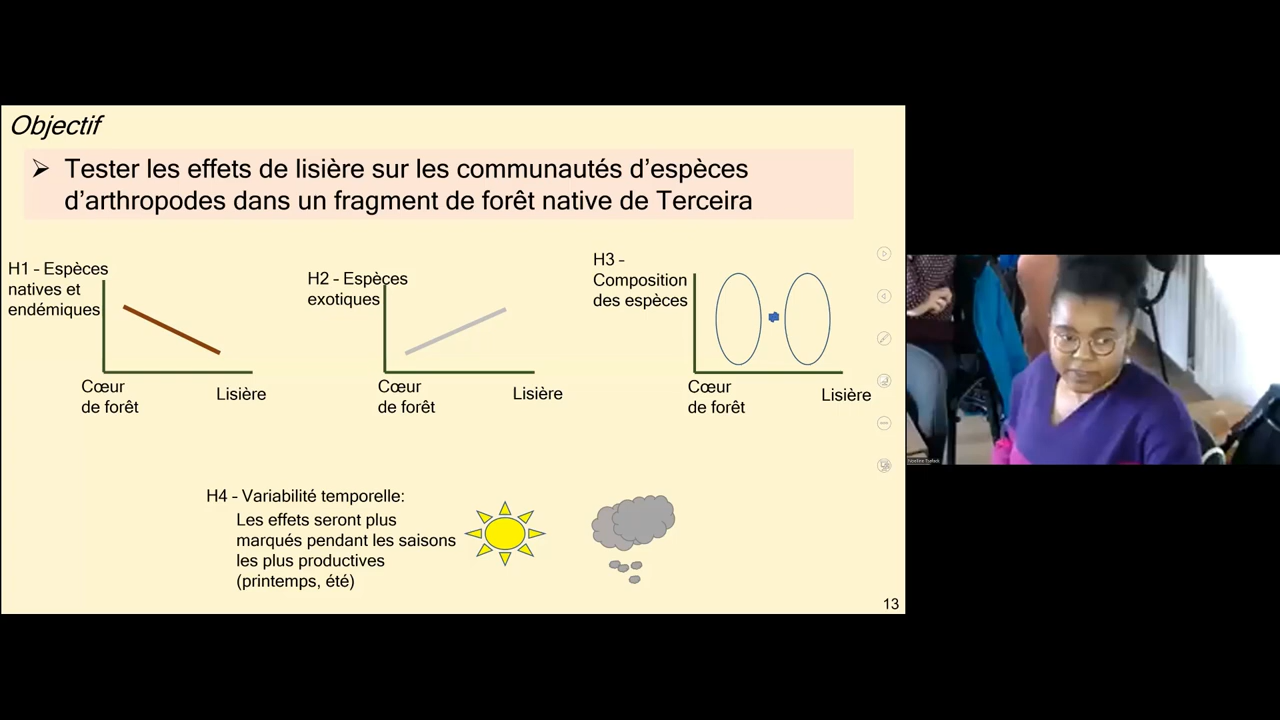 Objectif
➢ Tester les effets de lisière sur les communautés d’espèces
d’arthropodes dans un fragment de forêt native de Terceira
H1 - Espèces
natives et
endémiques
Cœur
de forêt
Lisière
H2 - Espèces
exotiques
Cœur
de forêt
Lisière
H3 -
Composition
des espèces
≠
Cœur
de forêt
Lisière
H4 - Variabilité temporelle:
Les effets seront plus
marqués pendant les saisons
les plus productives
(printemps, été)
13